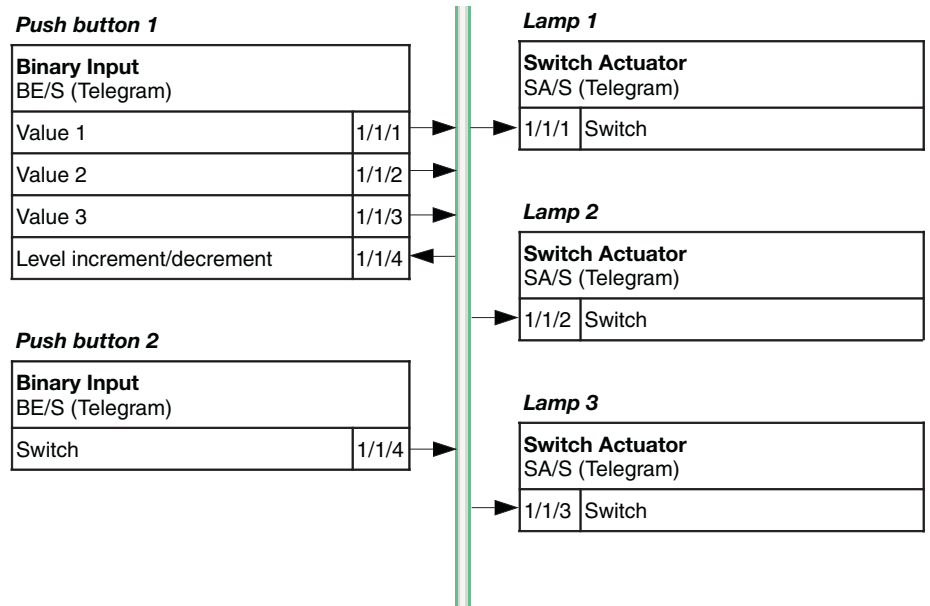 Push button 1
Binary Input
BE/S (Telegram)
Value 1 1/1/1
Value 2 1/1/2
Value 3 1/1/3
Level increment/decrement 1/1/4
Push button 2
Binary Input
BE/S (Telegram)
Switch 1/1/4
Lamp 1
Switch Actuator
SA/S (Telegram)
1/1/1 Switch
Lamp 2
Switch Actuator
SA/S (Telegram)
1/1/2 Switch
Lamp 3
Switch Actuator
SA/S (Telegram)
1/1/3 Switch